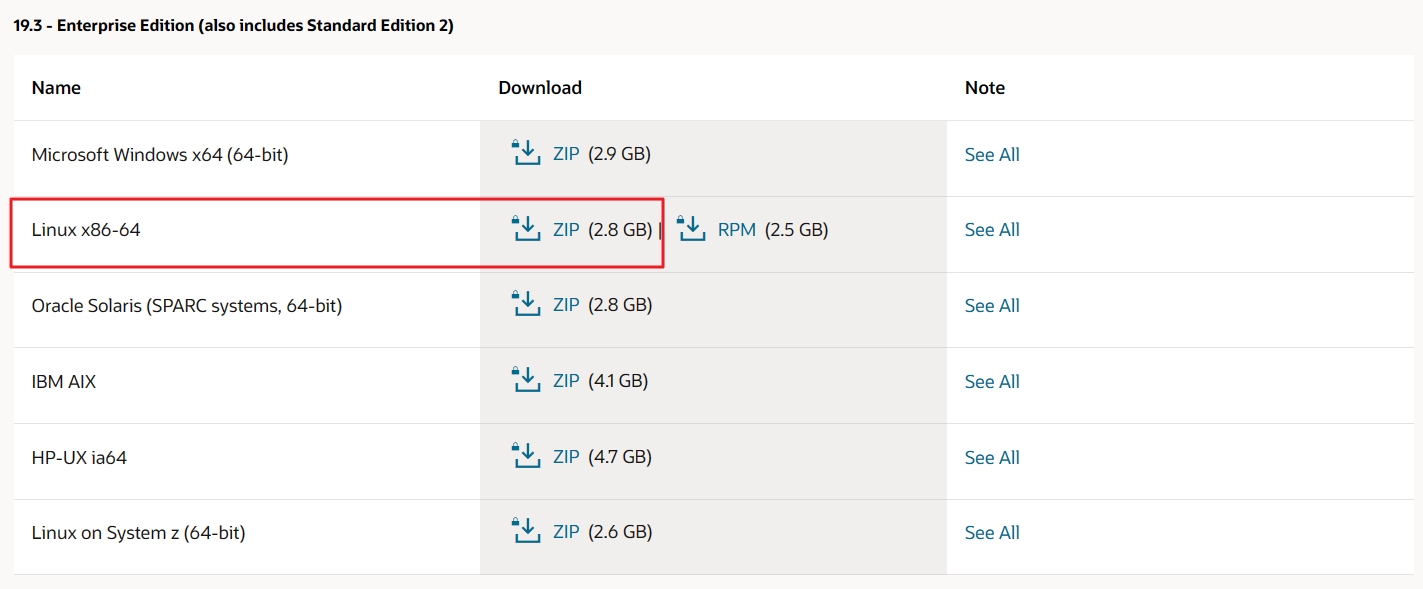 19.3 - Enterprise Edition (also includes Standard Edition 2)
Name Download Note
Microsoft Windows x64 (64-bit) ZIP (2.9 GB) See All
Linux x86-64 ZIP (2.8 GB) | RPM (2.5 GB) See All
Oracle Solaris (SPARC systems, 64-bit) ZIP (2.8 GB) See All
IBM AIX ZIP (4.1 GB) See All
HP-UX ia64 ZIP (4.7 GB) See All
Linux on System z (64-bit) ZIP (2.6 GB) See All